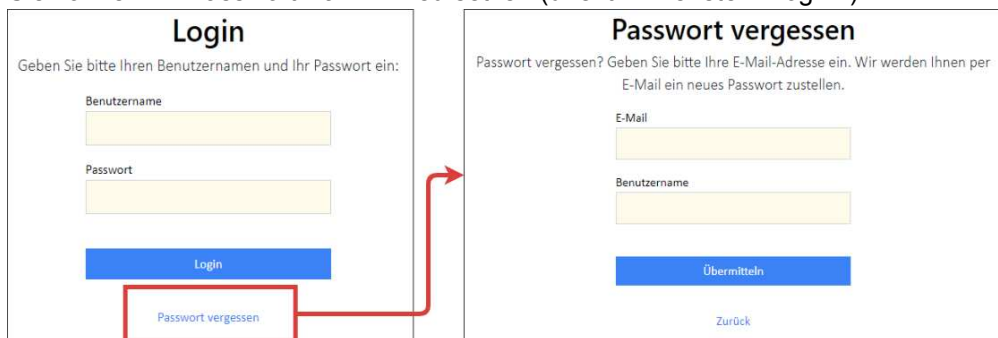 Login
Geben Sie bitte Ihren Benutzernamen und Ihr Passwort ein:
Benutzername
Passwort
Login
Passwort vergessen
Passwort vergessen
Passwort vergessen? Geben Sie bitte Ihre E-Mail-Adresse ein. Wir werden Ihnen per
E-Mail ein neues Passwort zustellen.
E-Mail
Benutzername
Übermitteln
Zurück